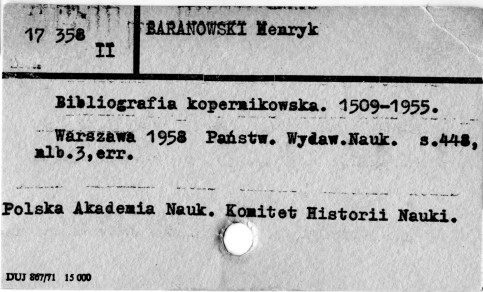 17 358
II
BARANOWSKI Henryk
Bibliografia kopernikowska. 1509-1955.
Warszawa 1958 Państw. Wydaw.Nauk. s.448,
nlb.3,err.
Polska Akademia Nauk. Komitet Historii Nauki.
DUJ 867/71 15 000